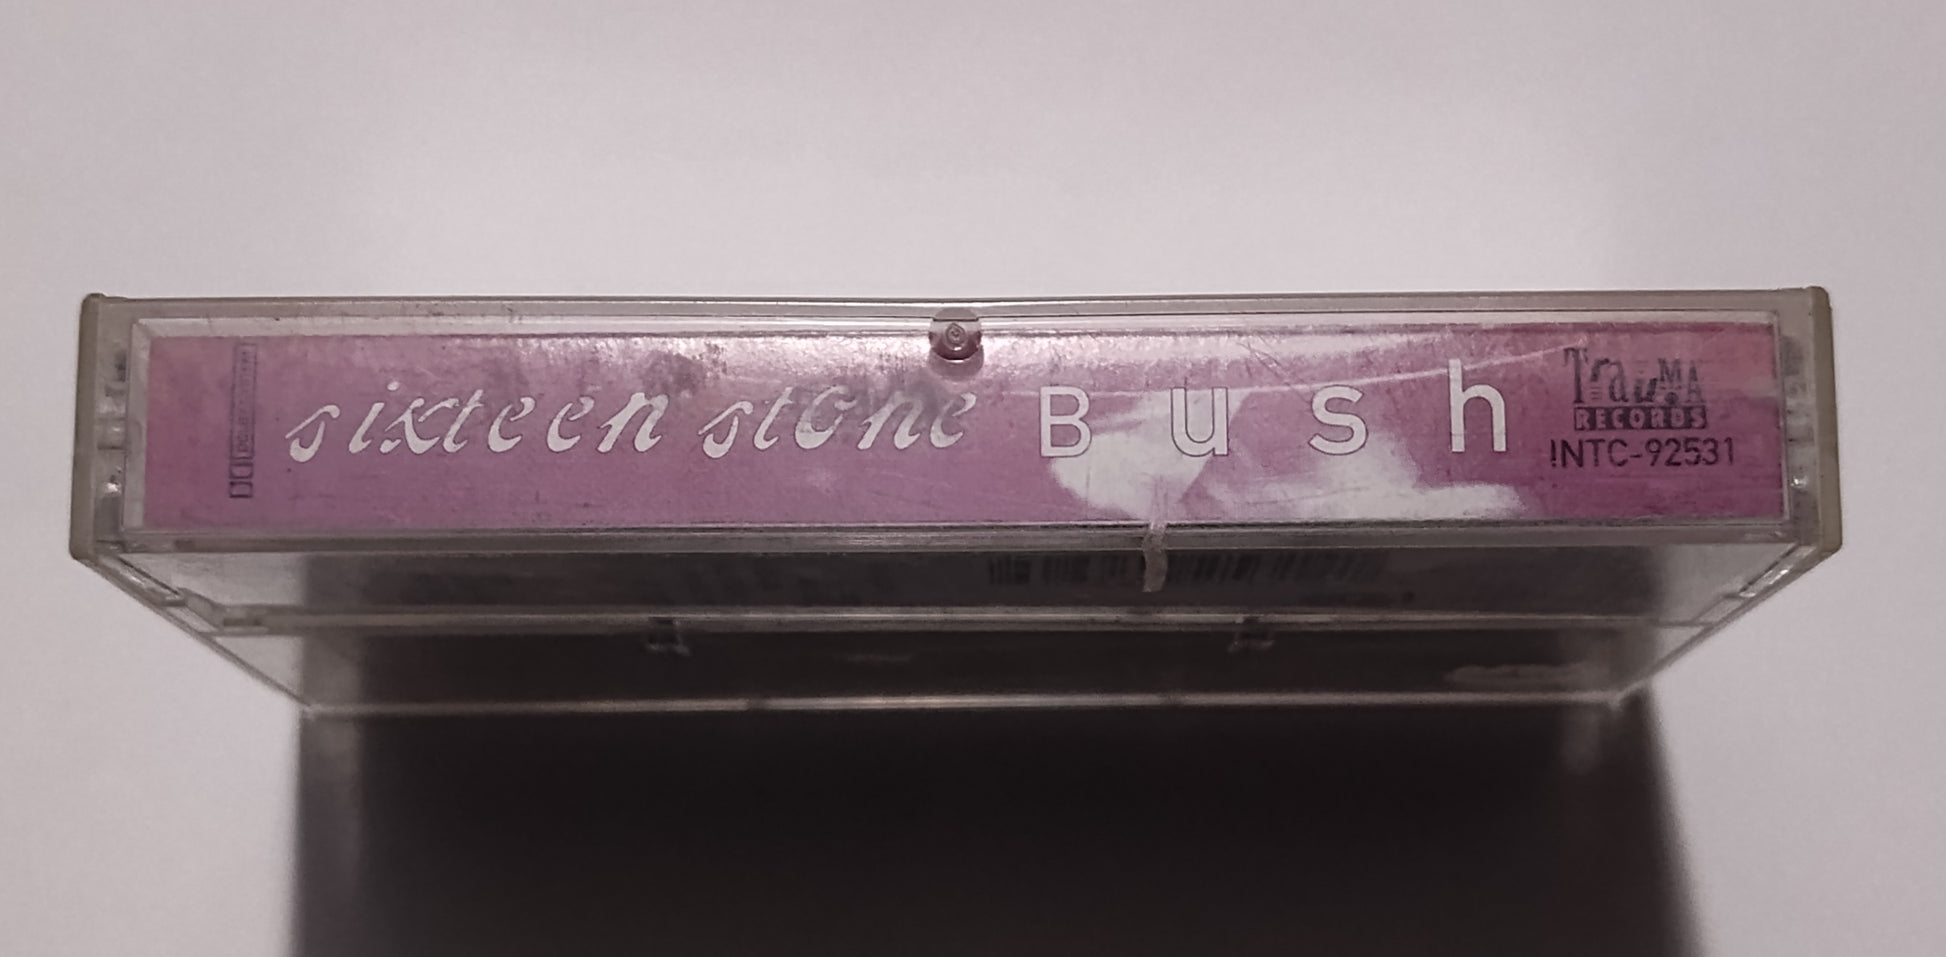 sixteen stone Bush
TrauMA
RECORDS
INTC-92531